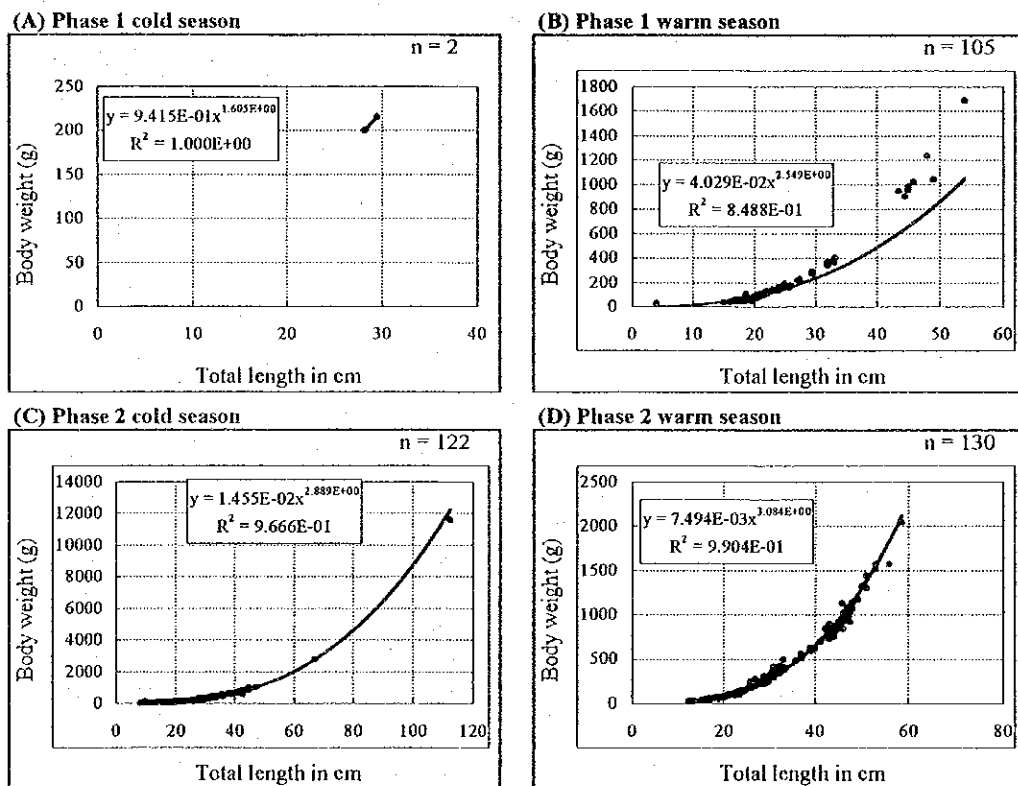 (A) Phase 1 cold season
n = 2
250
200
150
100
50
0
y = 9.415E-01x^1.605E+00
R² = 1.000E+00
Body weight (g)
0 10 20 30 40
Total length in cm
(B) Phase 1 warm season
n = 105
1800
1600
1400
1200
1000
800
600
400
200
0
y = 4.029E-02x^2.549E+00
R² = 8.488E-01
Body weight (g)
0 10 20 30 40 50 60
Total length in cm
(C) Phase 2 cold season
n = 122
14000
12000
10000
8000
6000
4000
2000
0
y = 1.455E-02x^2.889E+00
R² = 9.666E-01
Body weight (g)
0 20 40 60 80 100 120
Total length in cm
(D) Phase 2 warm season
n = 130
2500
2000
1500
1000
500
0
y = 7.494E-03x^3.084E+00
R² = 9.904E-01
Body weight (g)
0 20 40 60 80
Total length in cm